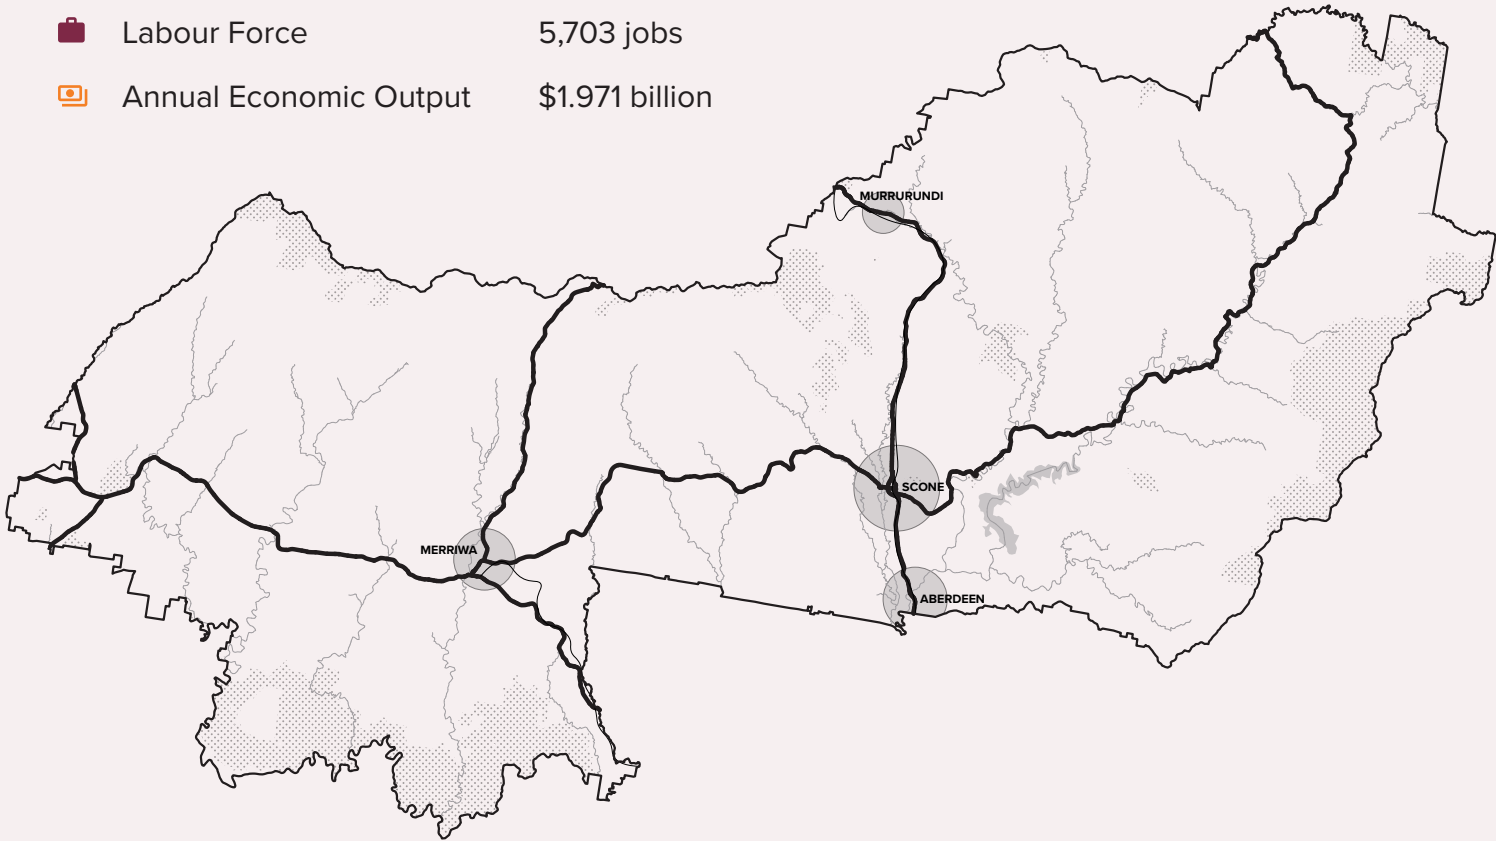 Labour Force 5,703 jobs
Annual Economic Output $1.971 billion
MURRURUNDI
SCONE
MERRIWA
ABERDEEN